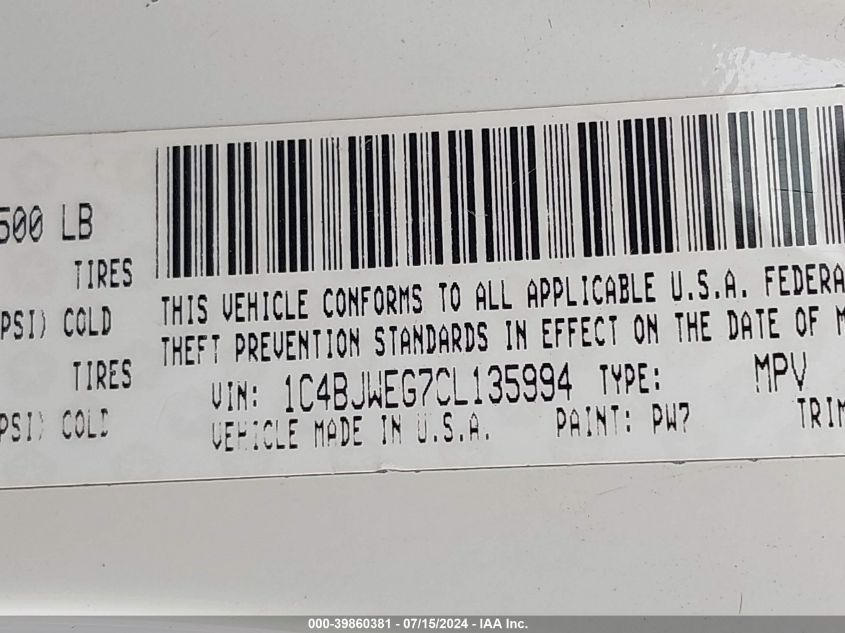 500 LB
TIRES
PSI) COLD
TIRES
PSI) COLD
THIS VEHICLE CONFORMS TO ALL APPLICABLE U.S.A. FEDERA
THEFT PREVENTION STANDARDS IN EFFECT ON THE DATE OF M
VIN: 1C4BJWEG7CL135994 TYPE: MPV
VEHICLE MADE IN U.S.A. PAINT: PW7 TRIM
000-39860381 - 07/15/2024 - IAA Inc.